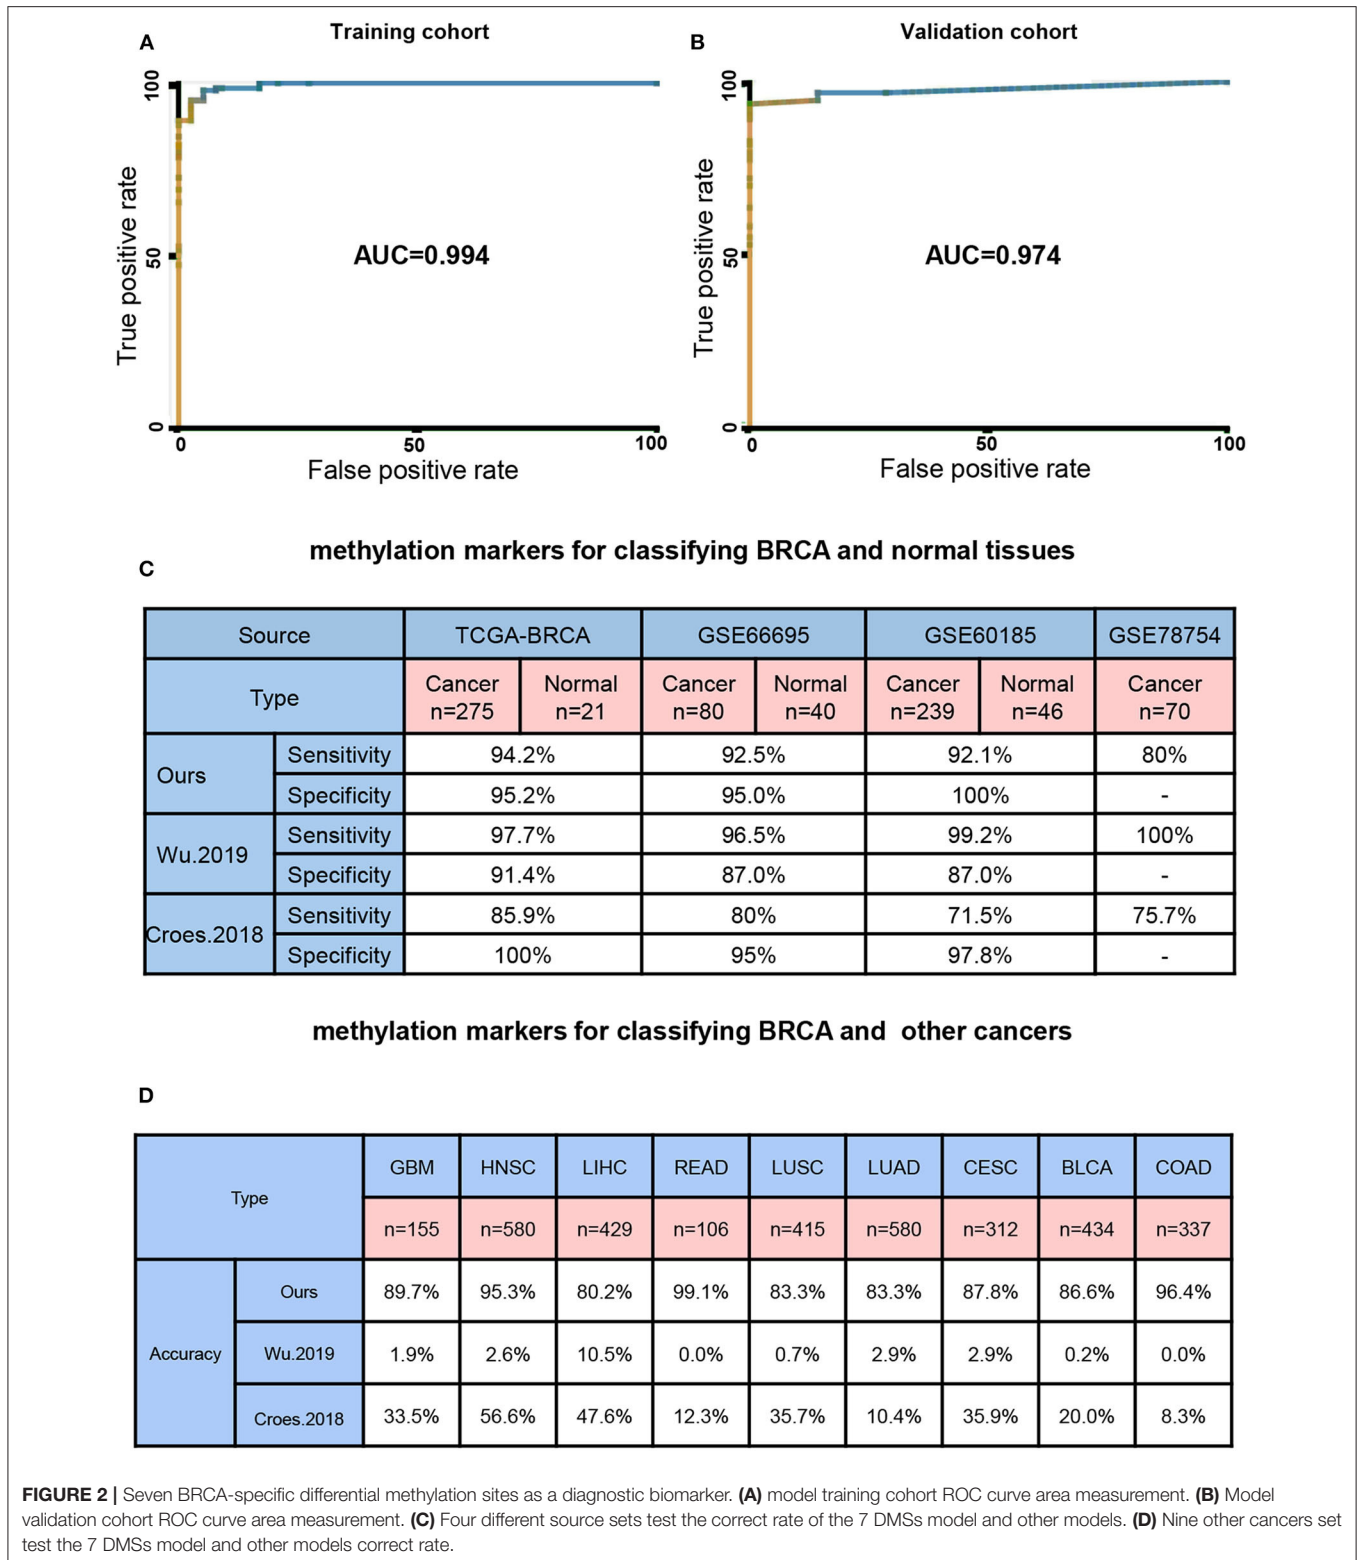 A
Training cohort
B
Validation cohort
100
50
0
True positive rate
AUC=0.994
0 50 100
False positive rate
100
50
0
True positive rate
AUC=0.974
0 50 100
False positive rate
methylation markers for classifying BRCA and normal tissues
C
Source TCGA-BRCA GSE66695 GSE60185 GSE78754
Type Cancer n=275 Normal n=21 Cancer n=80 Normal n=40 Cancer n=239 Normal n=46 Cancer n=70
Ours Sensitivity 94.2% 92.5% 92.1% 80%
Specificity 95.2% 95.0% 100% -
Wu.2019 Sensitivity 97.7% 96.5% 99.2% 100%
Specificity 91.4% 87.0% 87.0% -
Croes.2018 Sensitivity 85.9% 80% 71.5% 75.7%
Specificity 100% 95% 97.8% -
methylation markers for classifying BRCA and other cancers
D
Type GBM HNSC LIHC READ LUSC LUAD CESC BLCA COAD
n=155 n=580 n=429 n=106 n=415 n=580 n=312 n=434 n=337
Accuracy Ours 89.7% 95.3% 80.2% 99.1% 83.3% 83.3% 87.8% 86.6% 96.4%
Wu.2019 1.9% 2.6% 10.5% 0.0% 0.7% 2.9% 2.9% 0.2% 0.0%
Croes.2018 33.5% 56.6% 47.6% 12.3% 35.7% 10.4% 35.9% 20.0% 8.3%
FIGURE 2 | Seven BRCA-specific differential methylation sites as a diagnostic biomarker. (A) model training cohort ROC curve area measurement. (B) Model
validation cohort ROC curve area measurement. (C) Four different source sets test the correct rate of the 7 DMSs model and other models. (D) Nine other cancers set
test the 7 DMSs model and other models correct rate.